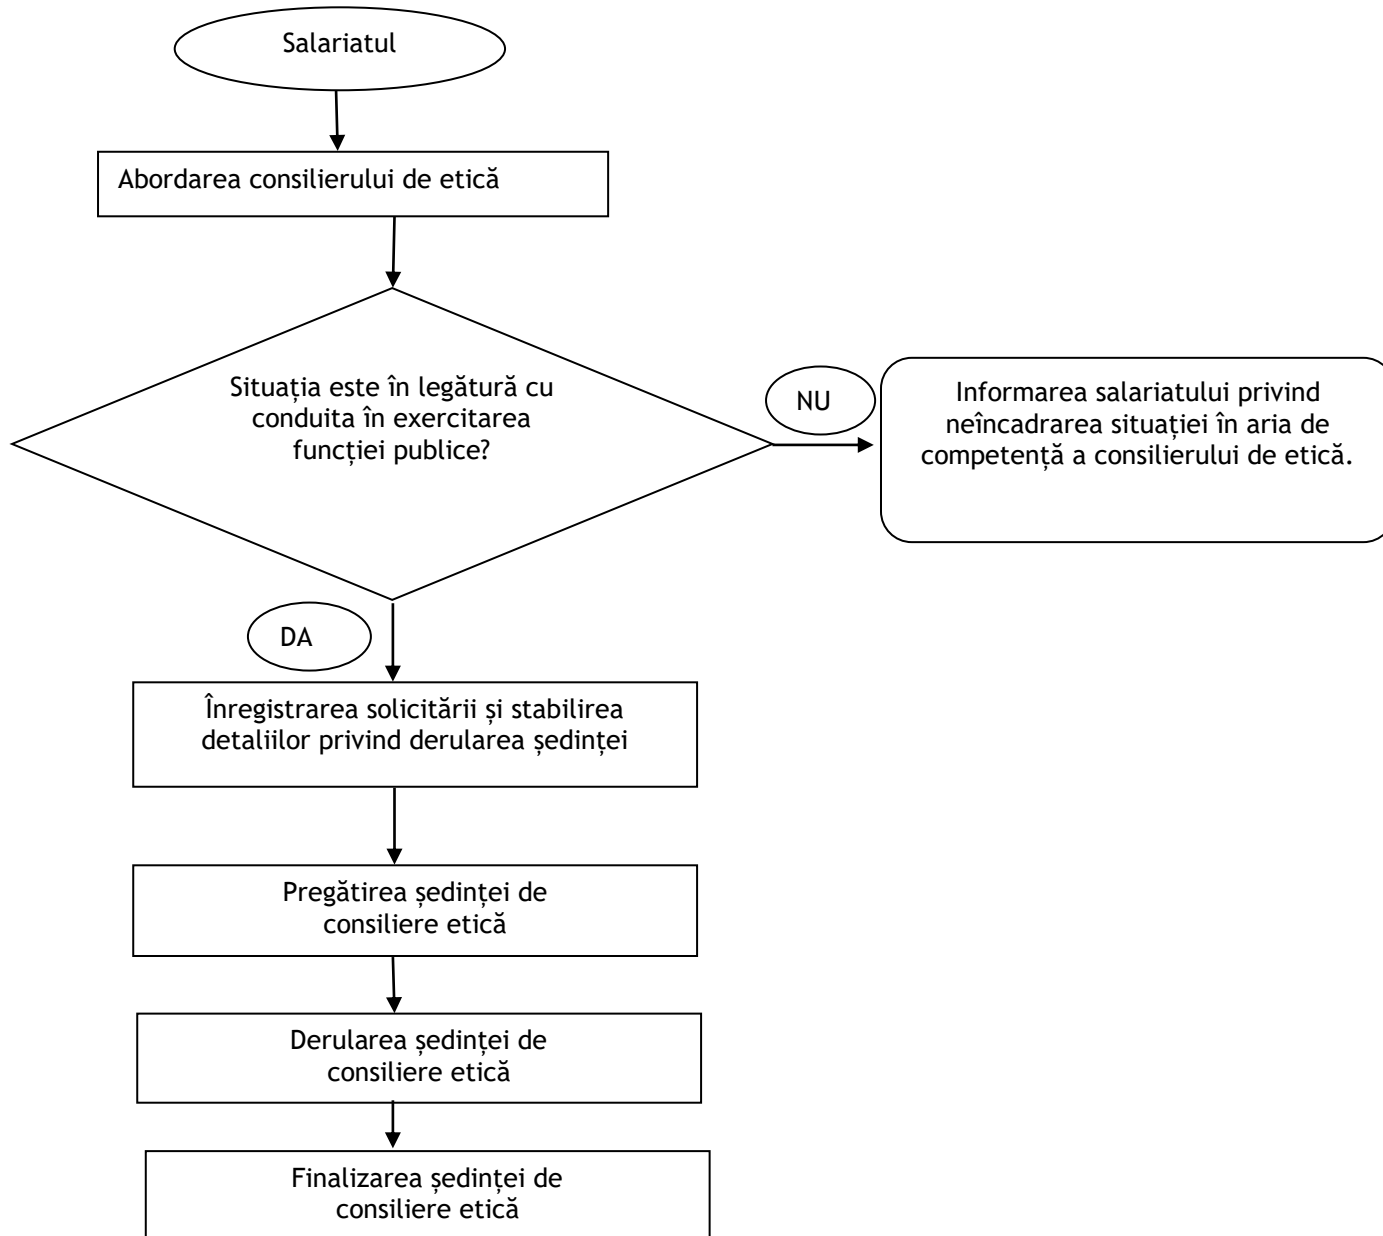 Salariatul
Abordarea consilierului de etică
Situația este în legătură cu
conduita în exercitarea
funcției publice?
NU
Informarea salariatului privind
neîncadrarea situației în aria de
competență a consilierului de etică.
DA
Înregistrarea solicitării și stabilirea
detaliilor privind derularea ședinței
Pregătirea ședinței de
consiliere etică
Derularea ședinței de
consiliere etică
Finalizarea ședinței de
consiliere etică